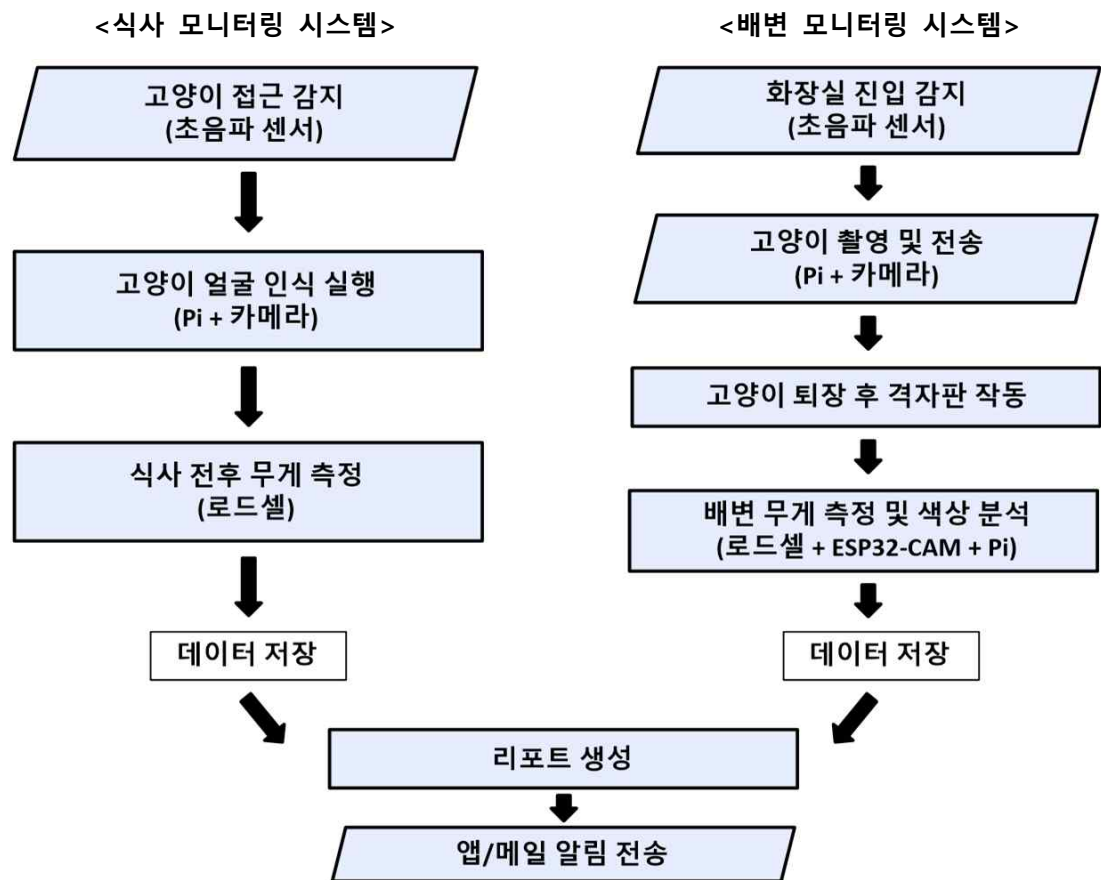 <식사 모니터링 시스템>
고양이 접근 감지
(초음파 센서)
고양이 얼굴 인식 실행
(Pi + 카메라)
식사 전후 무게 측정
(로드셀)
데이터 저장
<배변 모니터링 시스템>
화장실 진입 감지
(초음파 센서)
고양이 촬영 및 전송
(Pi + 카메라)
고양이 퇴장 후 격자판 작동
배변 무게 측정 및 색상 분석
(로드셀 + ESP32-CAM + Pi)
데이터 저장
리포트 생성
앱/메일 알림 전송